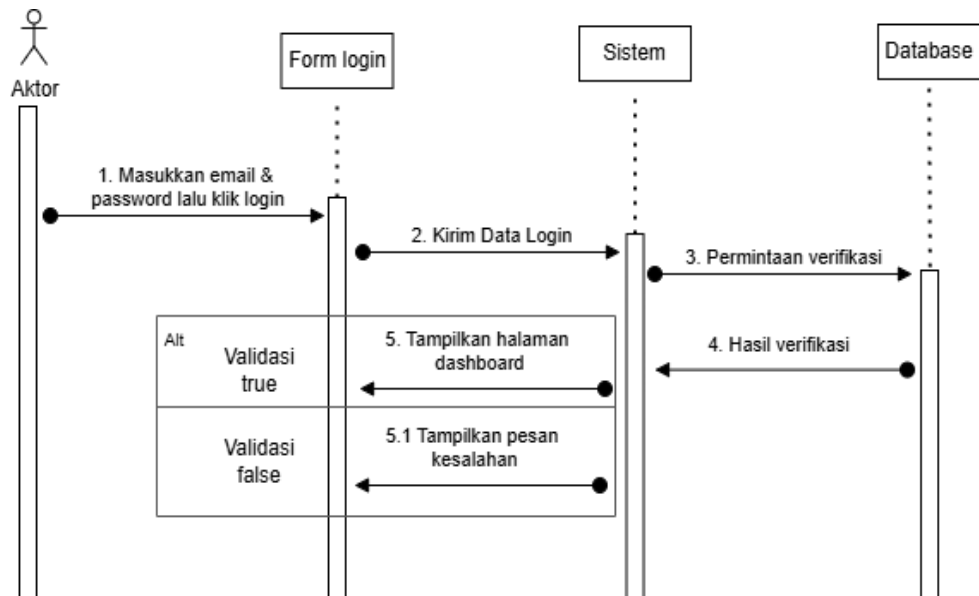 Aktor
Form login
Sistem
Database
1. Masukkan email &
password lalu klik login
2. Kirim Data Login
3. Permintaan verifikasi
4. Hasil verifikasi
Alt
Validasi
true
5. Tampilkan halaman
dashboard
Validasi
false
5.1 Tampilkan pesan
kesalahan